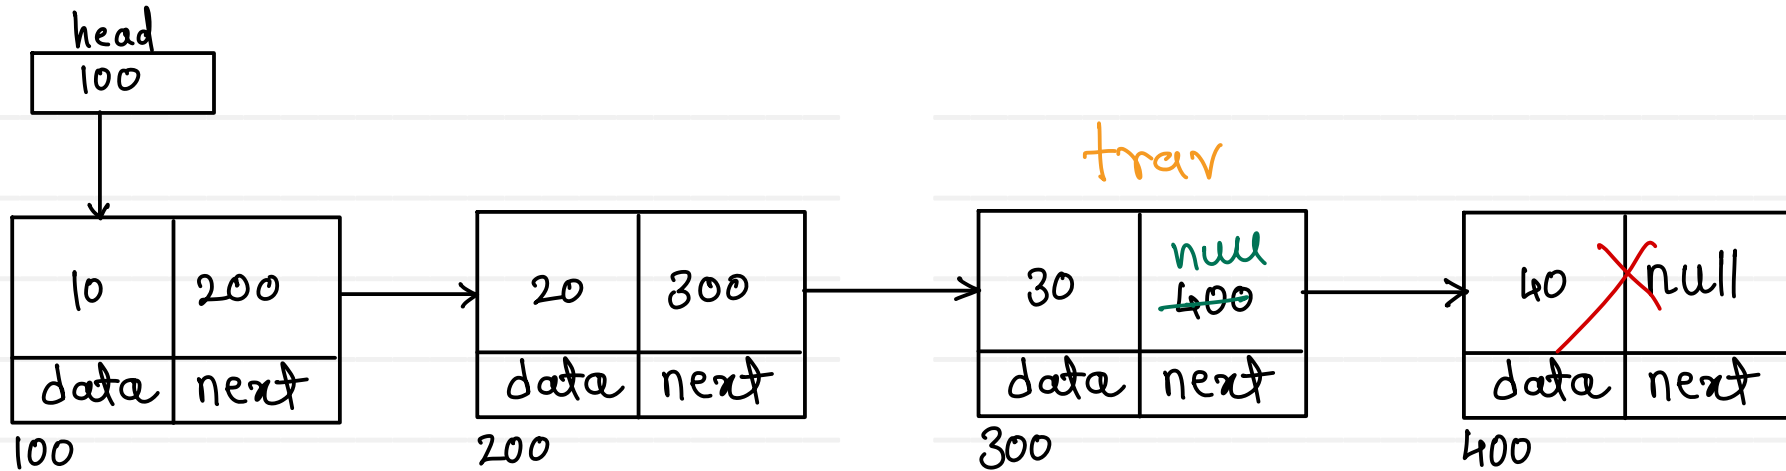 head
100
trav
10 200
20 300
30 null 400
40 null
data next
data next
data next
data next
100
200
300
400